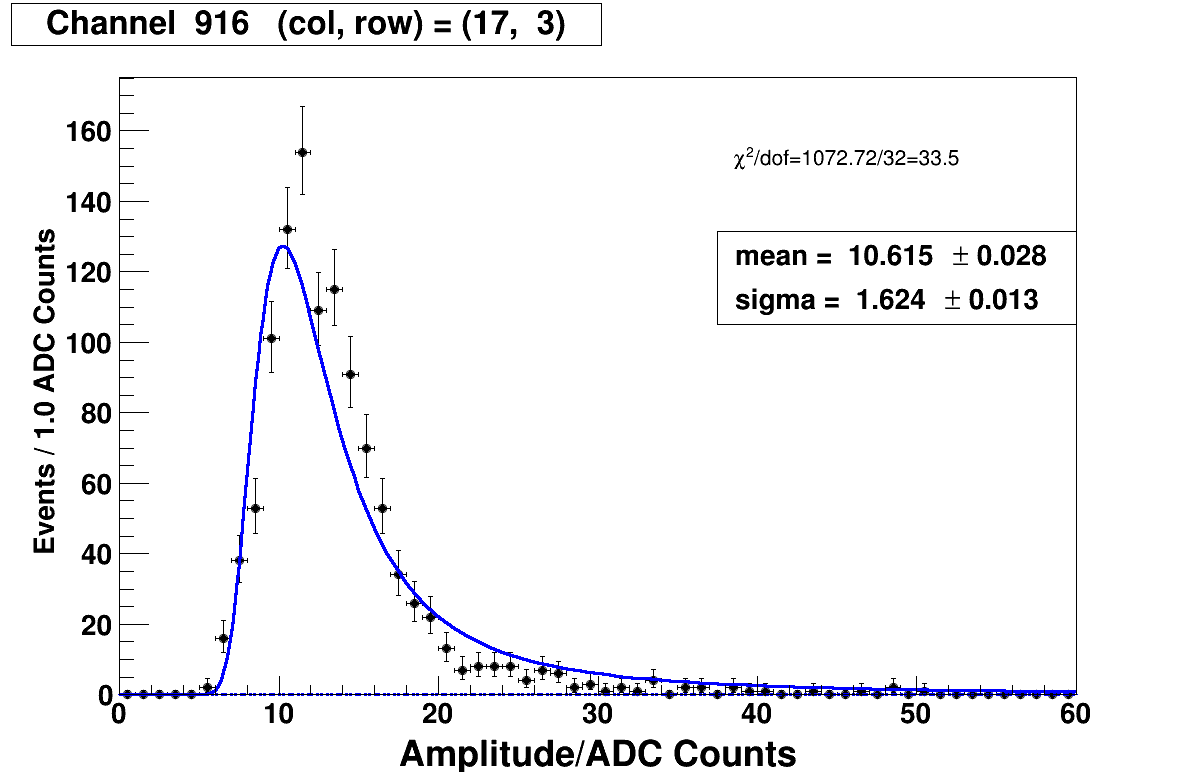 Channel 916 (col, row) = (17, 3)
χ²/dof=1072.72/32=33.5
mean = 10.615 ± 0.028
sigma = 1.624 ± 0.013
Events / 1.0 ADC Counts
160
140
120
100
80
60
40
20
0
0 10 20 30 40 50 60
Amplitude/ADC Counts